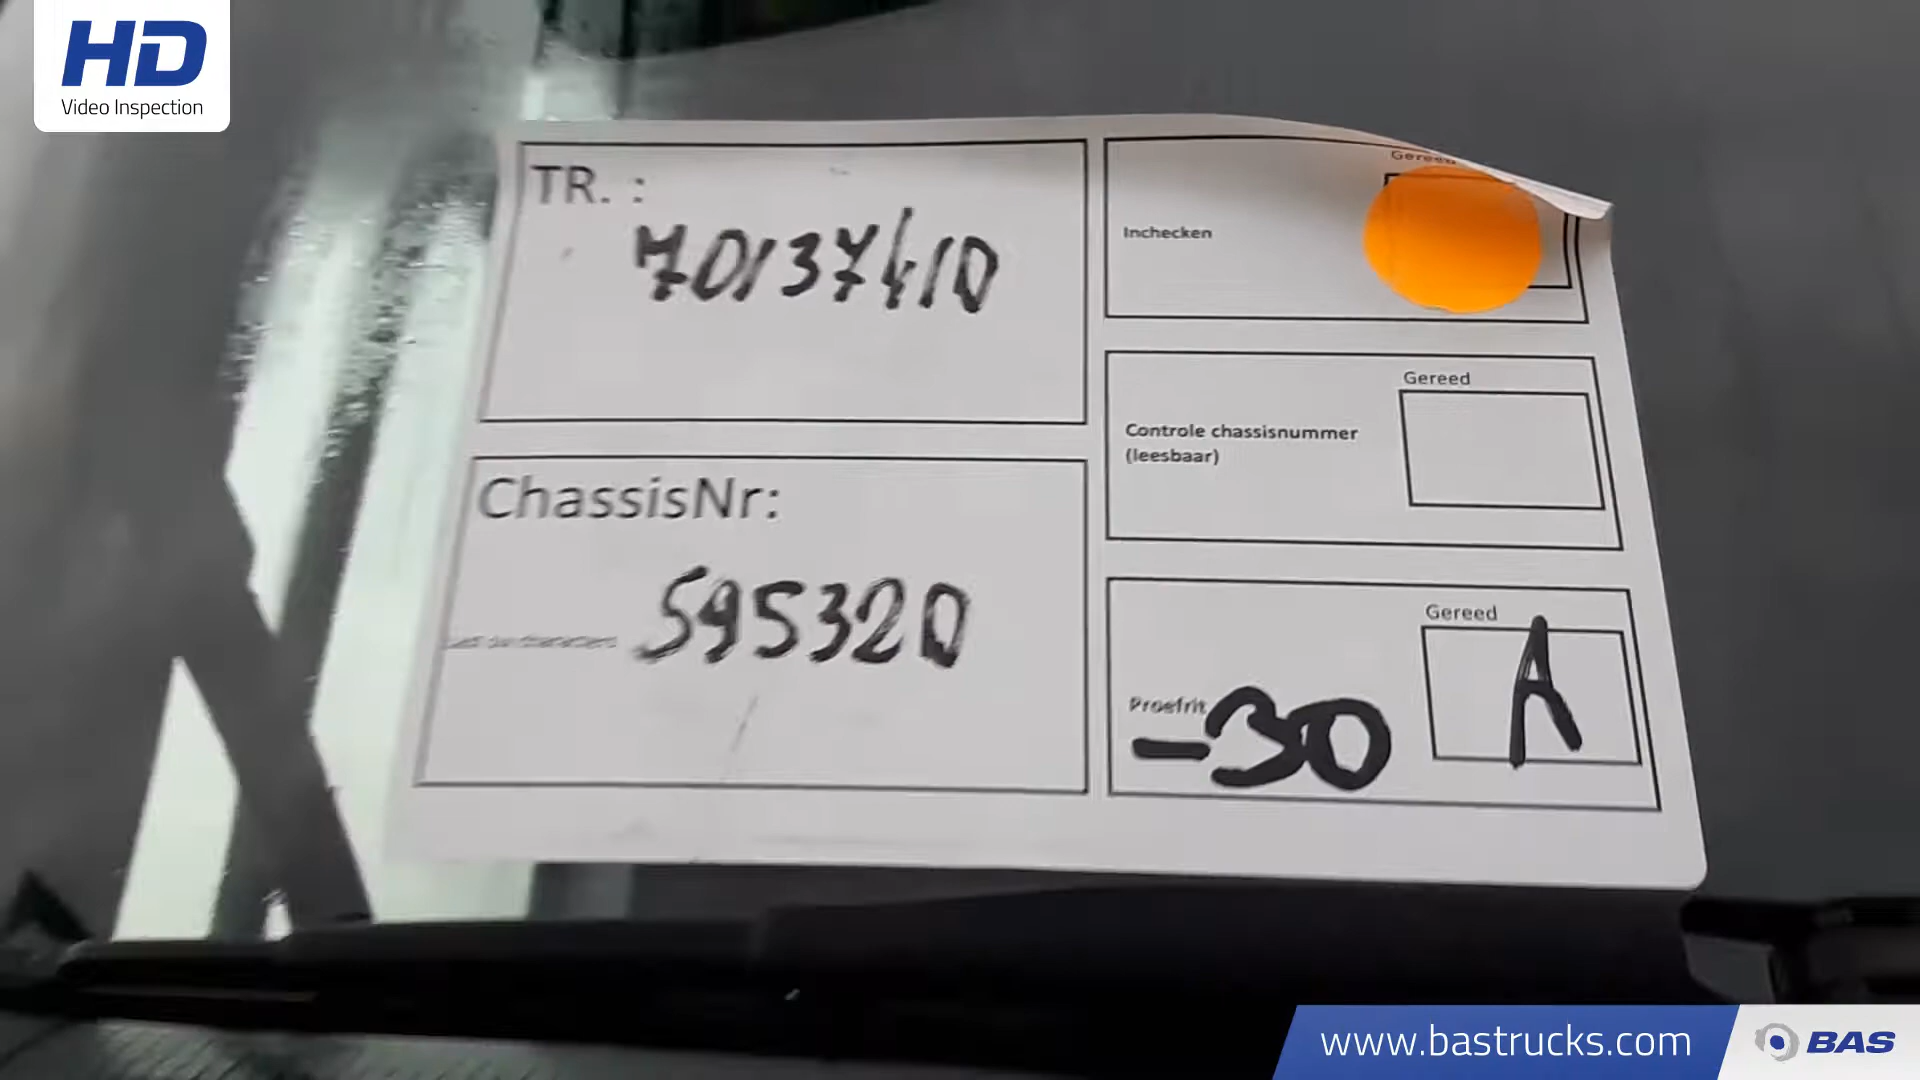 HD
Video Inspection
TR. :
70137410
ChassisNr:
595320
Gereed
Inchecken
Gereed
Controle chassisnummer
(leesbaar)
Gereed
A
Proefrit
-30
www.bastrucks.com
BAS